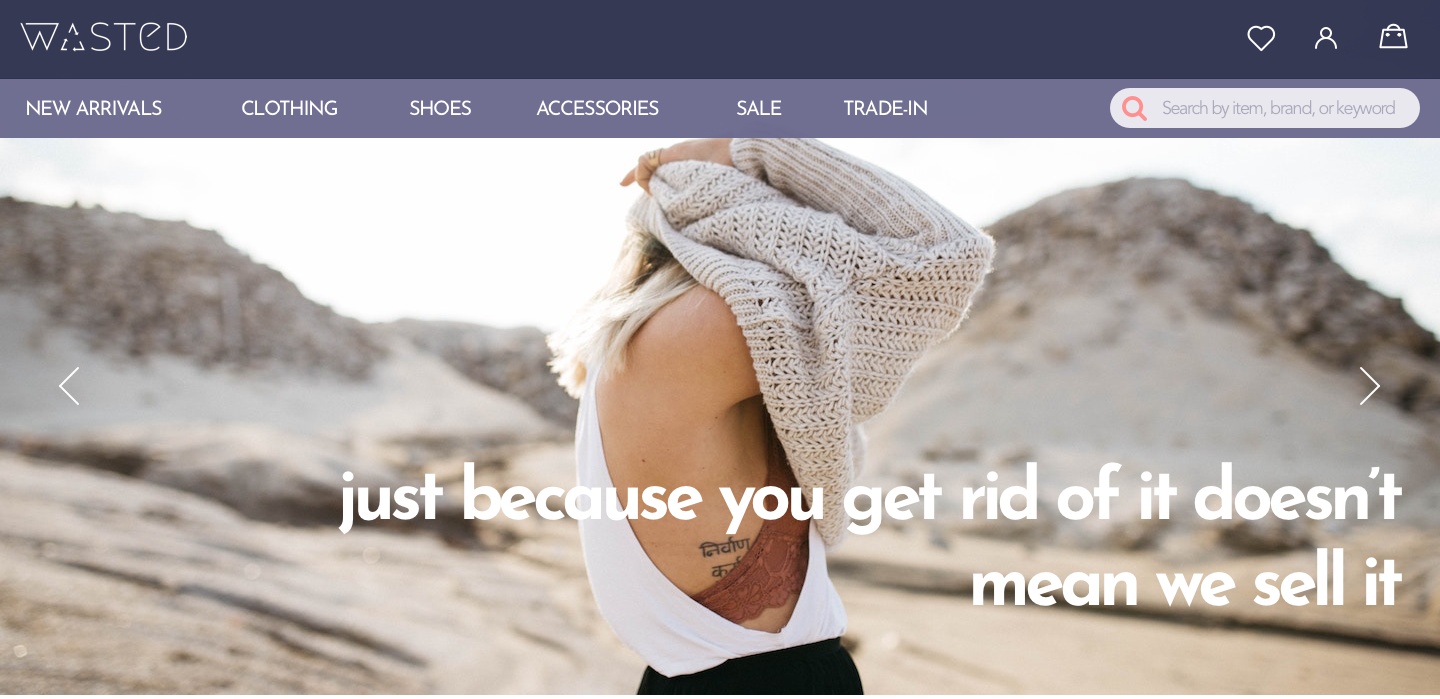 WASTED
NEW ARRIVALS CLOTHING SHOES ACCESSORIES SALE TRADE-IN Search by item, brand, or keyword
just because you get rid of it doesn’t
निर्वाण
mean we sell it